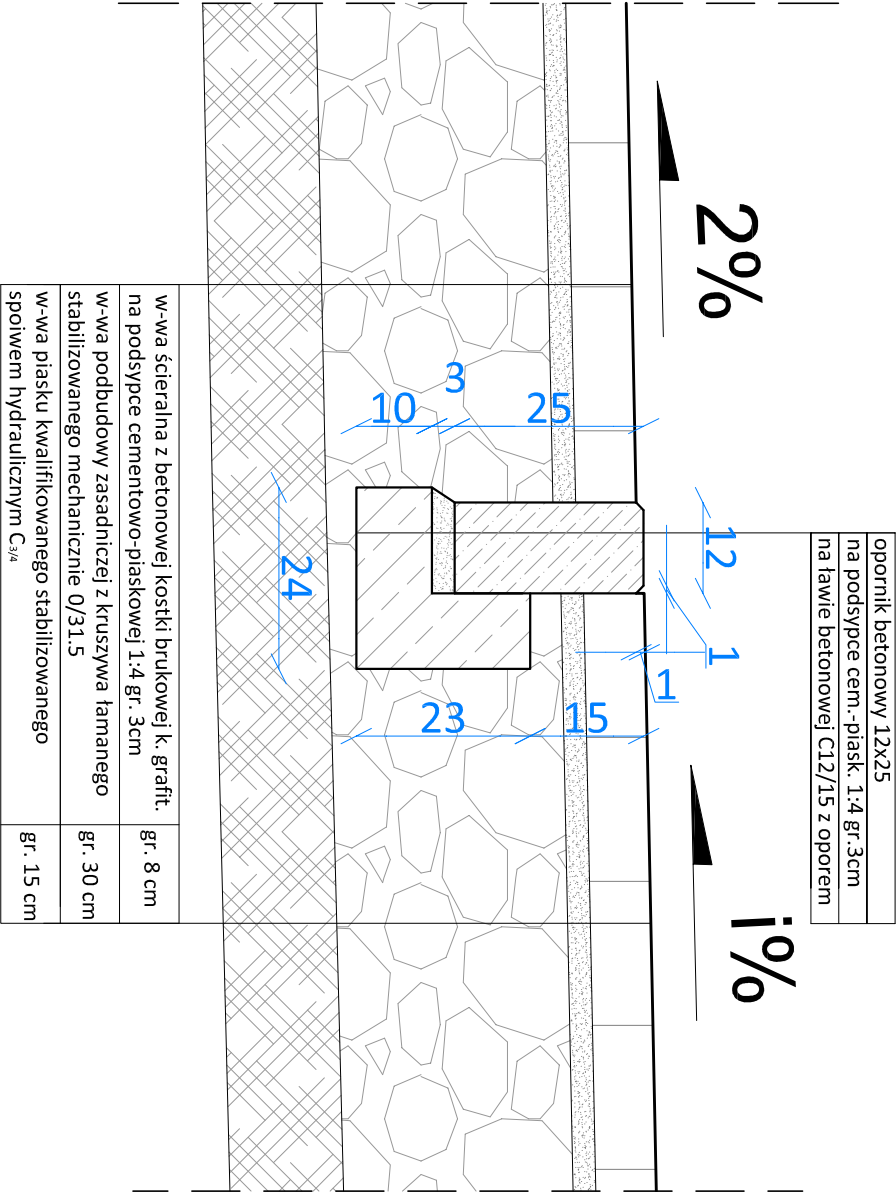 opornik betonowy 12x25
na podsypce cem.-piask. 1:4 gr.3cm
na ławie betonowej C12/15 z oporem
2%
i%
12
1
1
25
3
10
15
23
24
w-wa ścieralna z betonowej kostki brukowej k. grafit.
na podsypce cementowo-piaskowej 1:4 gr. 3cm
gr. 8 cm
w-wa podbudowy zasadniczej z kruszywa łamanego
stabilizowanego mechanicznie 0/31.5
gr. 30 cm
w-wa piasku kwalifikowanego stabilizowanego
spoiwem hydraulicznym C3/4
gr. 15 cm